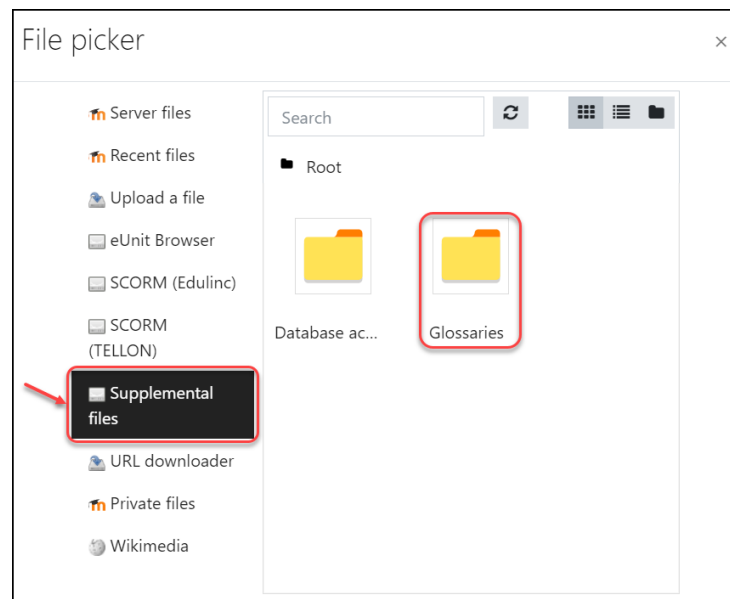 File picker
×
Server files
Recent files
Upload a file
eUnit Browser
SCORM (Edulinc)
SCORM
(TELLON)
Supplemental
files
URL downloader
Private files
Wikimedia
Search
Root
Database ac...
Glossaries